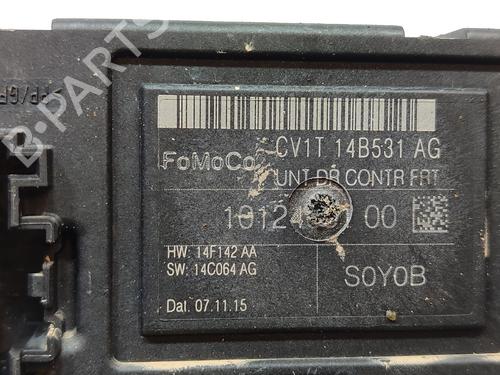 B-PARTS
FoMoCo
CV1T 14B531 AG
UNT DR CONTR FRT
00
HW: 14F142 AA
SW: 14C064 AG
Dat. 07.11.15
S0Y0B